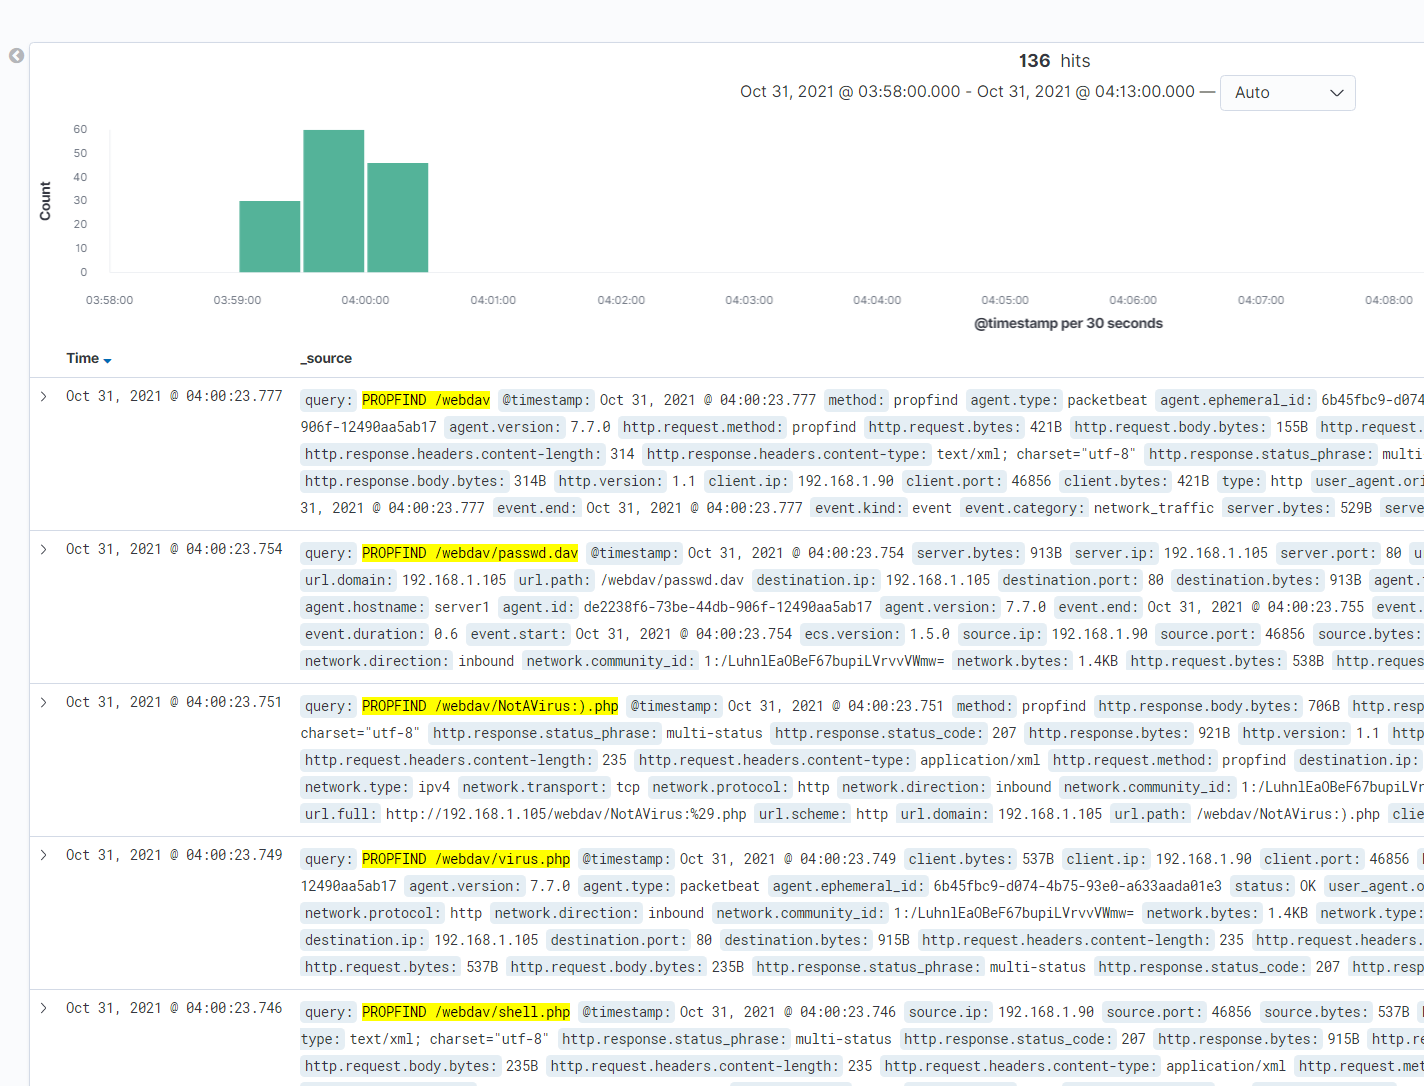 136 hits
Oct 31, 2021 @ 03:58:00.000 - Oct 31, 2021 @ 04:13:00.000 — Auto
60
50
40
30
20
10
0
Count
03:58:00 03:59:00 04:00:00 04:01:00 04:02:00 04:03:00 04:04:00 04:05:00 04:06:00 04:07:00 04:08:00
@timestamp per 30 seconds
Time _source
Oct 31, 2021 @ 04:00:23.777 query: PROPFIND /webdav @timestamp: Oct 31, 2021 @ 04:00:23.777 method: propfind agent.type: packetbeat agent.ephemeral_id: 6b45fbc9-d074
906f-12490aa5ab17 agent.version: 7.7.0 http.request.method: propfind http.request.bytes: 421B http.request.body.bytes: 155B http.request.
http.response.headers.content-length: 314 http.response.headers.content-type: text/xml; charset="utf-8" http.response.status_phrase: multi
http.response.body.bytes: 314B http.version: 1.1 client.ip: 192.168.1.90 client.port: 46856 client.bytes: 421B type: http user_agent.ori
31, 2021 @ 04:00:23.777 event.end: Oct 31, 2021 @ 04:00:23.777 event.kind: event event.category: network_traffic server.bytes: 529B serve
Oct 31, 2021 @ 04:00:23.754 query: PROPFIND /webdav/passwd.dav @timestamp: Oct 31, 2021 @ 04:00:23.754 server.bytes: 913B server.ip: 192.168.1.105 server.port: 80 u
url.domain: 192.168.1.105 url.path: /webdav/passwd.dav destination.ip: 192.168.1.105 destination.port: 80 destination.bytes: 913B agent.
agent.hostname: server1 agent.id: de2238f6-73be-44db-906f-12490aa5ab17 agent.version: 7.7.0 event.end: Oct 31, 2021 @ 04:00:23.755 event.
event.duration: 0.6 event.start: Oct 31, 2021 @ 04:00:23.754 ecs.version: 1.5.0 source.ip: 192.168.1.90 source.port: 46856 source.bytes:
network.direction: inbound network.community_id: 1:/LuhnlEaOBeF67bupiLVrvvVWmw= network.bytes: 1.4KB http.request.bytes: 538B http.reques
Oct 31, 2021 @ 04:00:23.751 query: PROPFIND /webdav/NotAVirus:).php @timestamp: Oct 31, 2021 @ 04:00:23.751 method: propfind http.response.body.bytes: 706B http.resp
charset="utf-8" http.response.status_phrase: multi-status http.response.status_code: 207 http.response.bytes: 921B http.version: 1.1 http
http.request.headers.content-length: 235 http.request.headers.content-type: application/xml http.request.method: propfind destination.ip:
network.type: ipv4 network.transport: tcp network.protocol: http network.direction: inbound network.community_id: 1:/LuhnlEaOBeF67bupiLVr
url.full: http://192.168.1.105/webdav/NotAVirus:%29.php url.scheme: http url.domain: 192.168.1.105 url.path: /webdav/NotAVirus:).php clie
Oct 31, 2021 @ 04:00:23.749 query: PROPFIND /webdav/virus.php @timestamp: Oct 31, 2021 @ 04:00:23.749 client.bytes: 537B client.ip: 192.168.1.90 client.port: 46856
12490aa5ab17 agent.version: 7.7.0 agent.type: packetbeat agent.ephemeral_id: 6b45fbc9-d074-4b75-93e0-a633aada01e3 status: OK user_agent.o
network.protocol: http network.direction: inbound network.community_id: 1:/LuhnlEaOBeF67bupiLVrvvVWmw= network.bytes: 1.4KB network.type:
destination.ip: 192.168.1.105 destination.port: 80 destination.bytes: 915B http.request.headers.content-length: 235 http.request.headers.
http.request.bytes: 537B http.request.body.bytes: 235B http.response.status_phrase: multi-status http.response.status_code: 207 http.resp
Oct 31, 2021 @ 04:00:23.746 query: PROPFIND /webdav/shell.php @timestamp: Oct 31, 2021 @ 04:00:23.746 source.ip: 192.168.1.90 source.port: 46856 source.bytes: 537B
type: text/xml; charset="utf-8" http.response.status_phrase: multi-status http.response.status_code: 207 http.response.bytes: 915B http.re
http.request.body.bytes: 235B http.request.headers.content-length: 235 http.request.headers.content-type: application/xml http.request.met